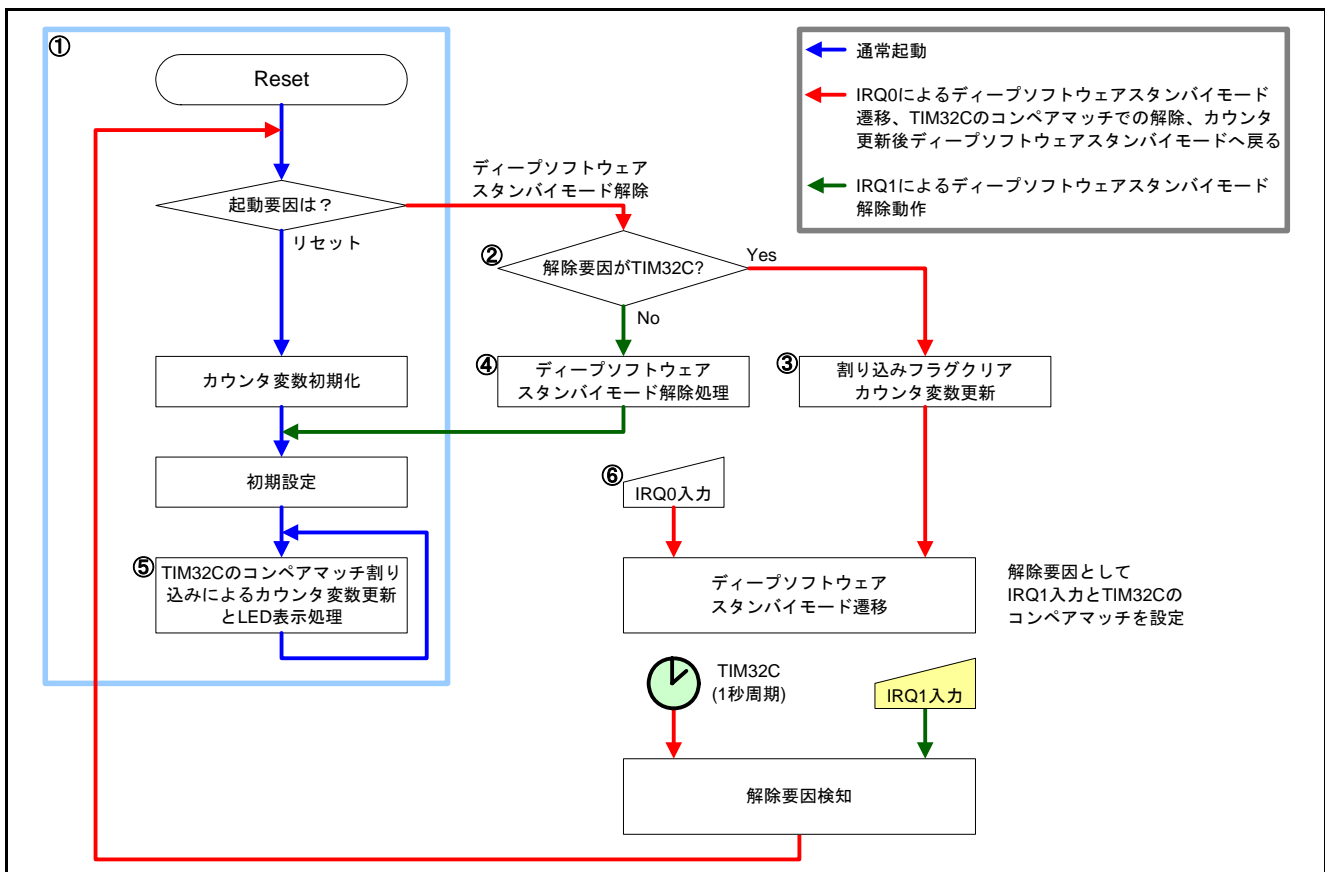 ①
Reset
起動要因は？
リセット
ディープソフトウェア
スタンバイモード解除
②
解除要因がTIM32C?
Yes
No
カウンタ変数初期化
④
ディープソフトウェア
スタンバイモード解除処理
③
割り込みフラグクリア
カウンタ変数更新
初期設定
⑥
IRQ0入力
⑤
TIM32Cのコンペアマッチ割り
込みによるカウンタ変数更新
とLED表示処理
ディープソフトウェア
スタンバイモード遷移
解除要因として
IRQ1入力とTIM32Cの
コンペアマッチを設定
TIM32C
(1秒周期)
IRQ1入力
解除要因検知
通常起動
IRQ0によるディープソフトウェアスタンバイモード
遷移、TIM32Cのコンペアマッチでの解除、カウンタ
更新後ディープソフトウェアスタンバイモードへ戻る
IRQ1によるディープソフトウェアスタンバイモード
解除動作